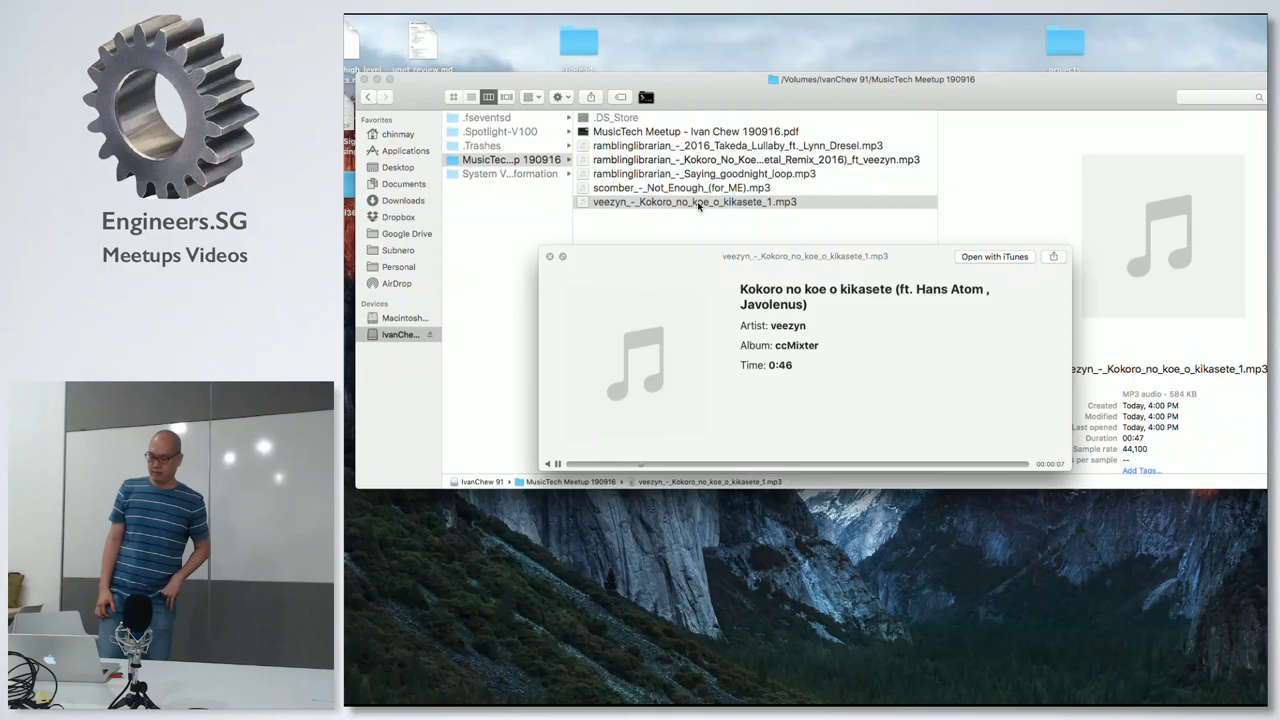 Engineers.SG
Meetups Videos
unet_review.md
projects
/Volumes/IvanChew 91/MusicTech Meetup 190916
Favorites
chinmay
Applications
Desktop
Documents
Downloads
Dropbox
Google Drive
Subnero
Personal
AirDrop
Devices
Macintosh...
IvanChe...
.fseventsd
.Spotlight-V100
.Trashes
MusicTec...p 190916
System V...formation
.DS_Store
MusicTech Meetup - Ivan Chew 190916.pdf
ramblinglibrarian_-_2016_Takeda_Lullaby_ft._Lynn_Dresel.mp3
ramblinglibrarian_-_Kokoro_No_Koe...etal_Remix_2016)_ft_veezyn.mp3
ramblinglibrarian_-_Saying_goodnight_loop.mp3
scomber_-_Not_Enough_(for_ME).mp3
veezyn_-_Kokoro_no_koe_o_kikasete_1.mp3
veezyn_-_Kokoro_no_koe_o_kikasete_1.mp3
Open with iTunes
Kokoro no koe o kikasete (ft. Hans Atom ,
Javolenus)
Artist: veezyn
Album: ccMixter
Time: 0:46
00:00:07
ezyn_-_Kokoro_no_koe_o_kikasete_1.mp3
MP3 audio - 584 KB
Created Today, 4:00 PM
Modified Today, 4:00 PM
Last opened Today, 4:00 PM
Duration 00:47
Sample rate 44,100
s per sample --
Add Tags...
IvanChew 91
MusicTech Meetup 190916
veezyn_-_Kokoro_no_koe_o_kikasete_1.mp3